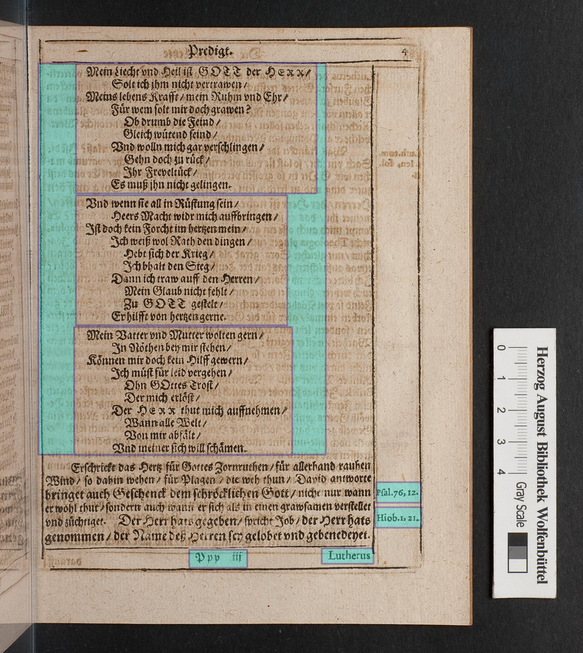 Predigt. 4
Mein Liecht vnd Heil ist GOTT der HERR/
Solt ich jhm nicht vertrawen/
Meins lebens Krafft/ mein Ruhm vnd Ehr/
Für wem solt mir doch grawen?
Ob drumb die Feind/
Gleich wütend seind/
Vnd wolln mich gar verschlingen/
Gehn doch zu rück/
Ihr Freveltück/
Es muß jhn nicht gelingen.
Vnd wenn sie all in Rüstung sein/
Heers Macht widr mich auffbringen/
Ist doch kein Forcht im hertzen mein/
Ich weiß wol Rath den dingen/
Hebt sich der Krieg/
Ich bhalt den Sieg/
Dann ich traw auff den Herren/
Mein Glaub nicht fehlt/
Zu GOTT gestelt/
Er hilfft von hertzen gerne.
Mein Vatter vnd Mutter wolten gern/
In Nöthen bey mir stehen/
Können mir doch kein Hilff gewern/
Ich müst für leid vergehen/
Ohn GOttes Trost/
Der mich erlöst/
Der HERR thut mich auffnehmen/
Wann alle Welt/
Von mir abfält/
Vnd meiner sich will schämen.
Erschrickt das Hertz für Gottes Zornruthen/ für allerhand rauhen
Wind/ so dahin wehen/ für Plagen/ die weh thun/ David antwortet
bringet auch Geschenck dem schröcklichen Gott/ nicht nur wann
er wohl thut/ sondern auch wann er sich als in einen grawsamen verstellet
vnd züchtiget. Der Herr hats gegeben/ spricht Job/ der Herr hats
genommen/ der Name deß Herren sey gelobet vnd gebenedeyet.
Psal. 76, 12.
Hiob. 1, 21.
Ppp iii Lutherus
0 1 2 3 4
Gray Scale
Herzog August Bibliothek Wolfenbüttel